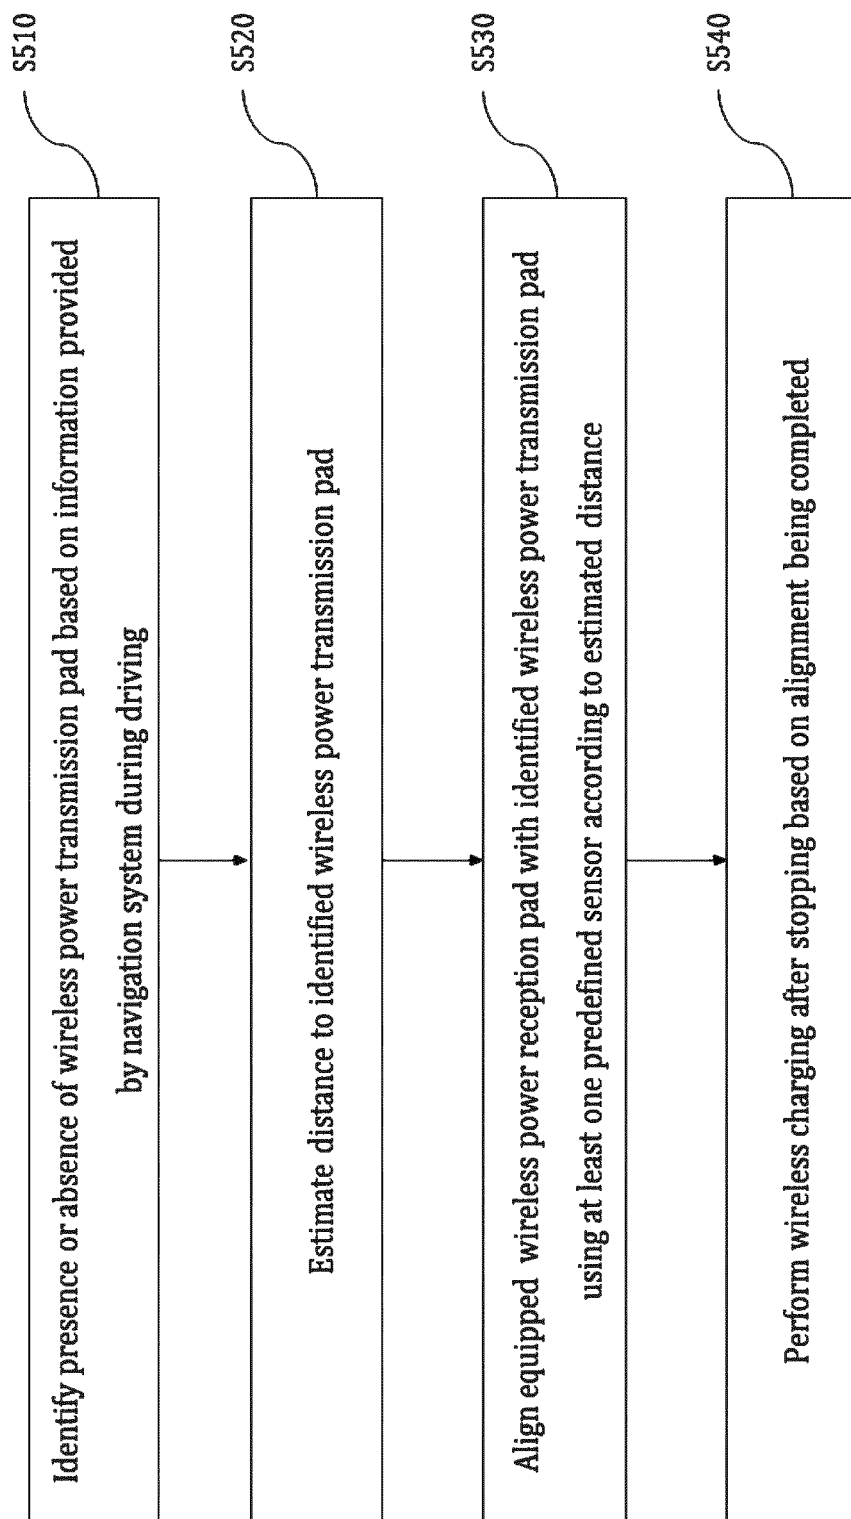 Identify presence or absence of wireless power transmission pad based on information provided
by navigation system during driving
S510
Estimate distance to identified wireless power transmission pad
S520
Align equipped wireless power reception pad with identified wireless power transmission pad
using at least one predefined sensor according to estimated distance
S530
Perform wireless charging after stopping based on alignment being completed
S540